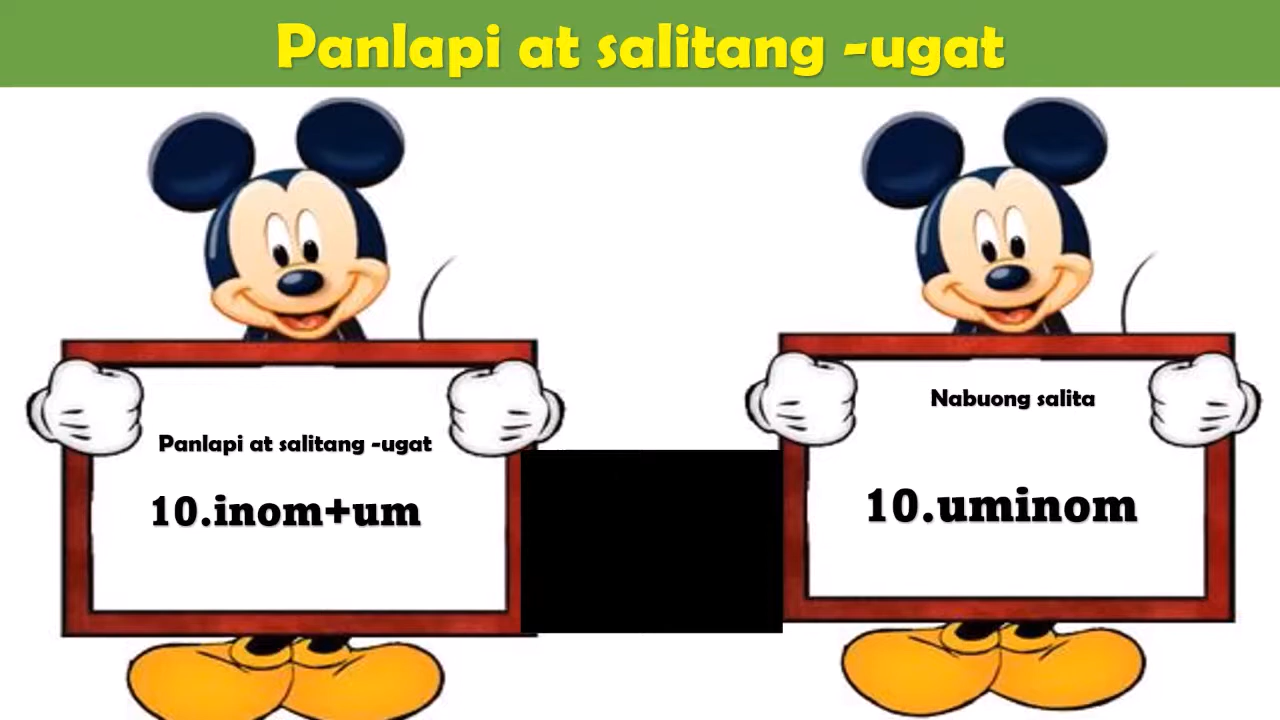 Panlapi at salitang -ugat
Panlapi at salitang -ugat
10.inom+um
Nabuong salita
10.uminom